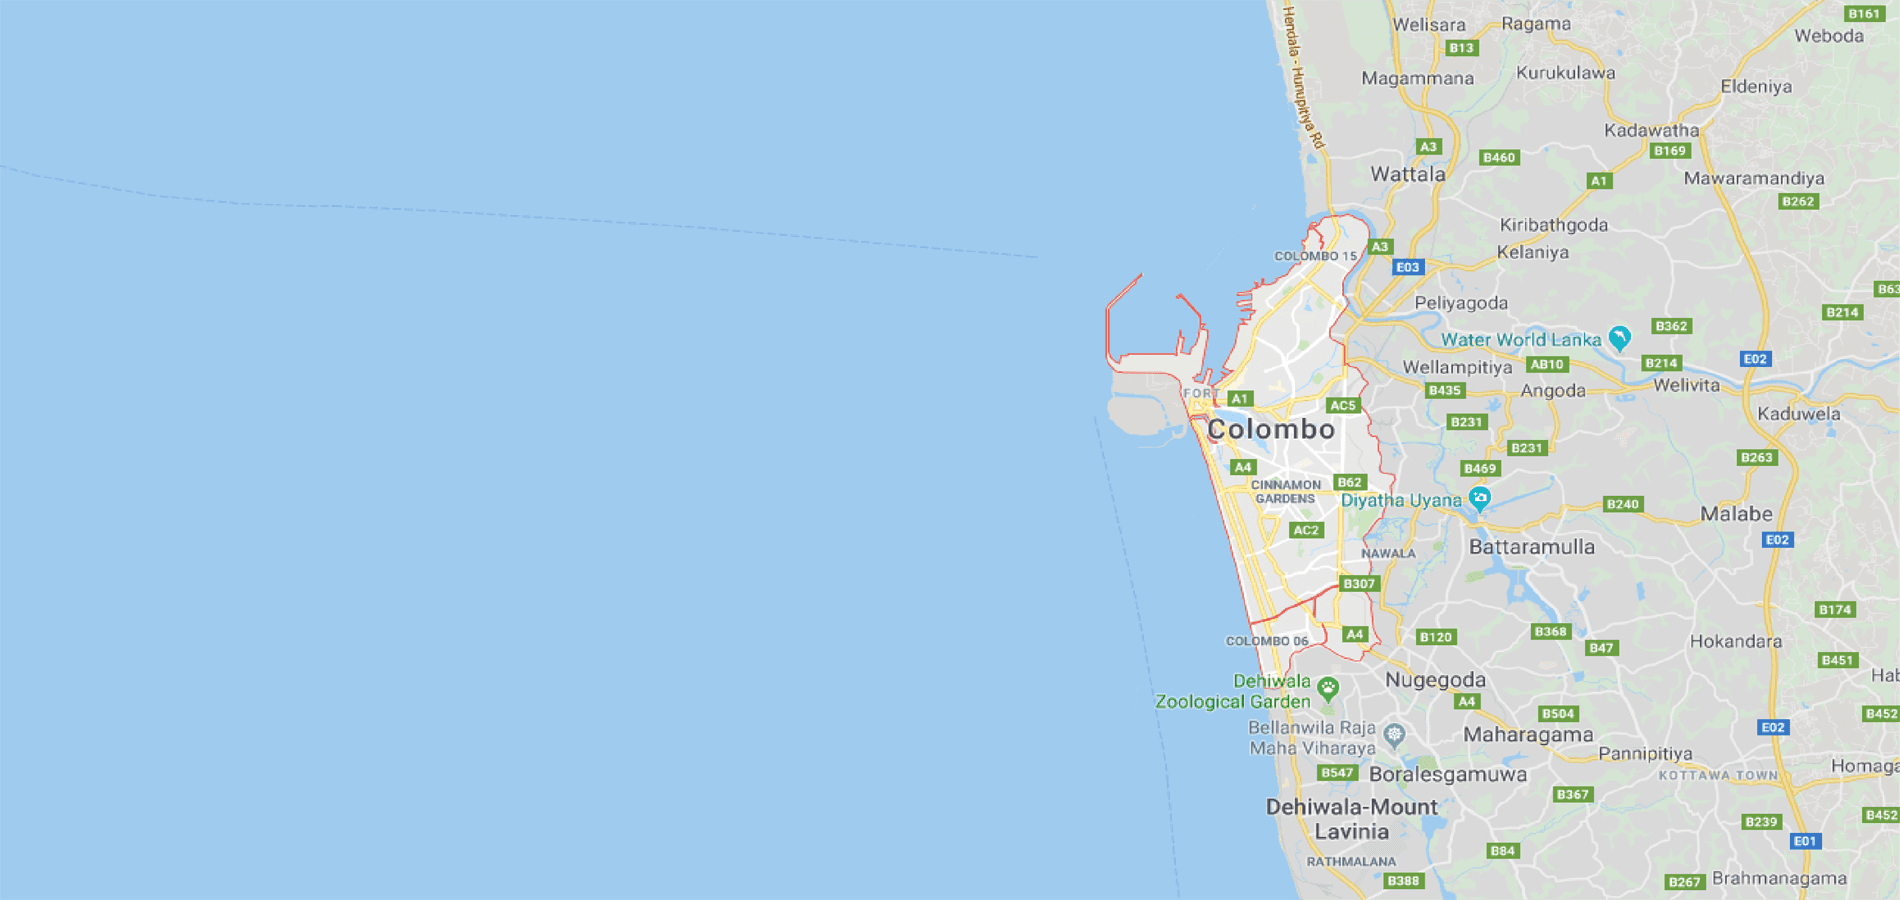 Hendala - Hunupitiya Rd
Welisara
Ragama
B161
B13
Weboda
Magammana
Kurukulawa
Eldeniya
Kadawatha
A3
B460
B169
Wattala
A1
Mawaramandiya
B262
Kiribathgoda
COLOMBO 15
A3
Kelaniya
E03
B63
Peliyagoda
B214
Water World Lanka
B362
Wellampitiya
AB10
B214
E02
FORT
A1
AC5
B435
Angoda
Welivita
Kaduwela
B231
Colombo
B231
A4
B469
B263
CINNAMON
GARDENS
B62
Diyatha Uyana
B240
Malabe
AC2
E02
NAWALA
Battaramulla
B307
B174
COLOMBO 06
A4
B120
B368
B47
Hokandara
B451
Hab
Dehiwala
Zoological Garden
Nugegoda
A4
B504
B452
Bellanwila Raja
Maha Viharaya
Maharagama
E02
Pannipitiya
B547
Boralesgamuwa
KOTTAWA TOWN
Homaga
B367
Dehiwala-Mount
Lavinia
B239
B452
E01
RATHMALANA
B84
B388
B267
Brahmanagama